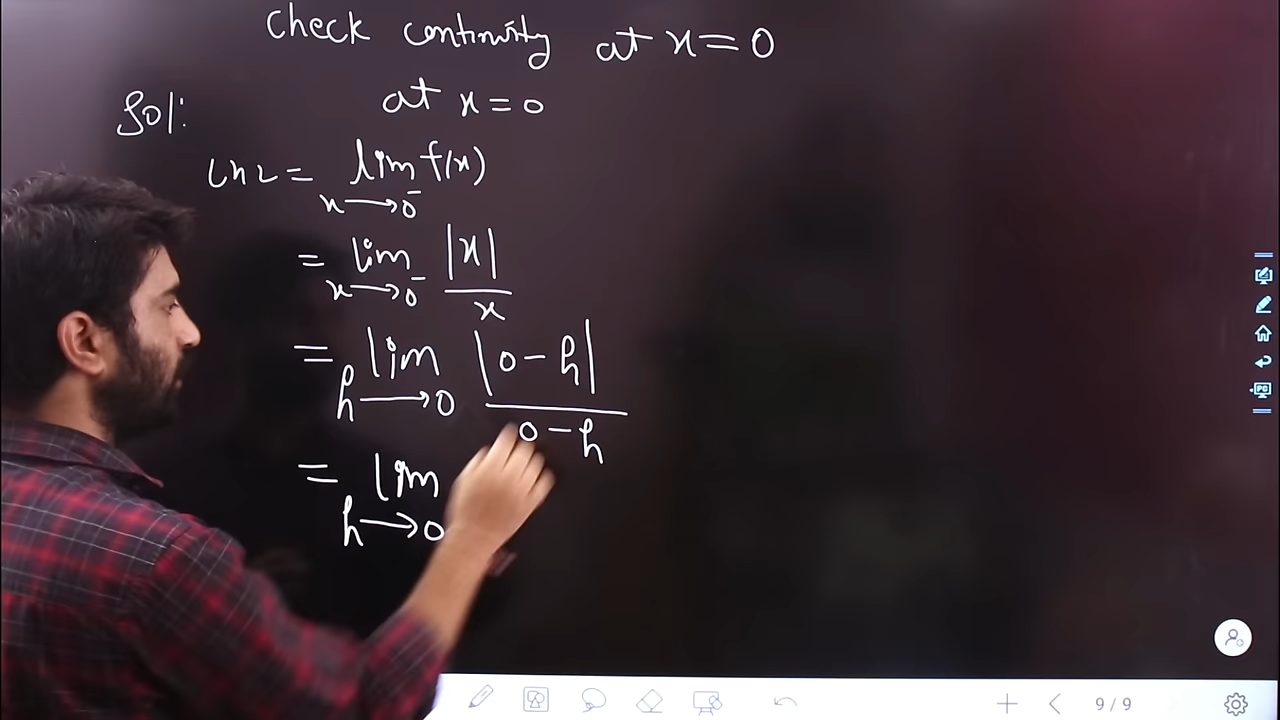 Check continuity at x = 0
Sol: at x = 0
LHL = lim f(x)
x → 0⁻
= lim |x|
x → 0⁻ x
= lim |0 - h|
h → 0 0 - h
= lim
h → 0
PC
9/9